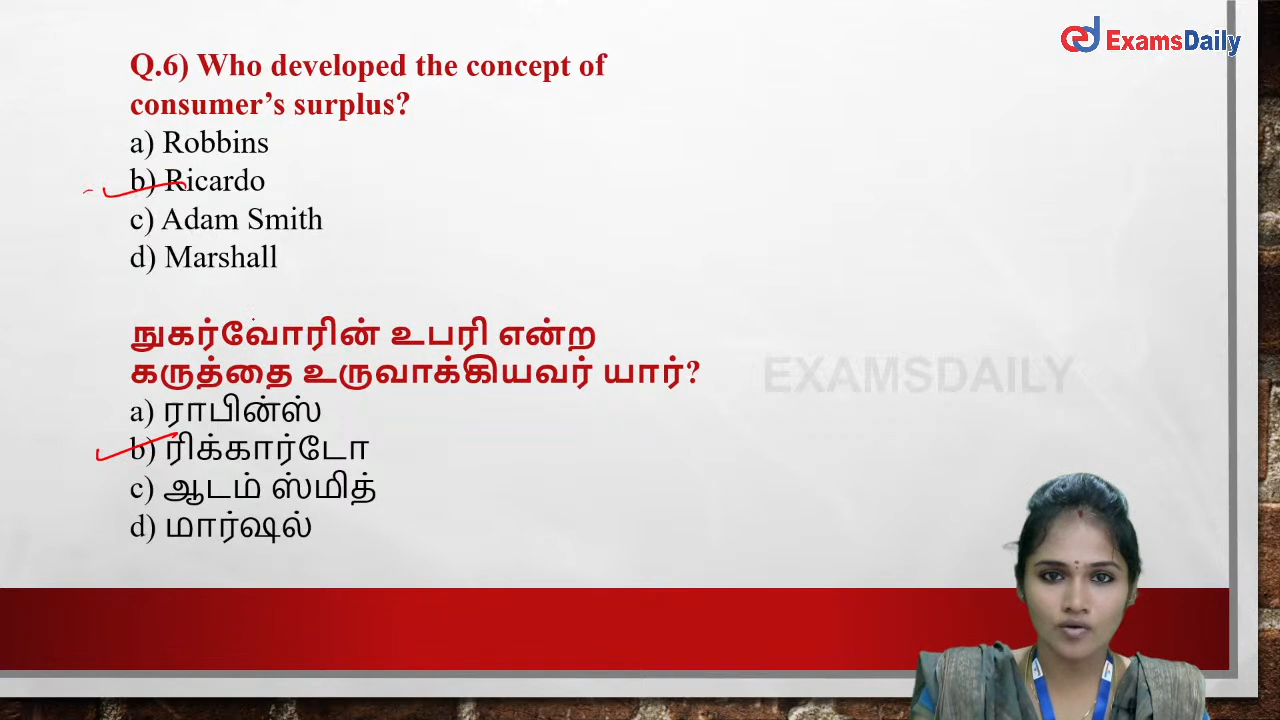 ExamsDaily
Q.6) Who developed the concept of
consumer’s surplus?
a) Robbins
b) Ricardo
c) Adam Smith
d) Marshall
நுகர்வோரின் உபரி என்ற
கருத்தை உருவாக்கியவர் யார்?
a) ராபின்ஸ்
b) ரிக்கார்டோ
c) ஆடம் ஸ்மித்
d) மார்ஷல்
EXAMSDAILY